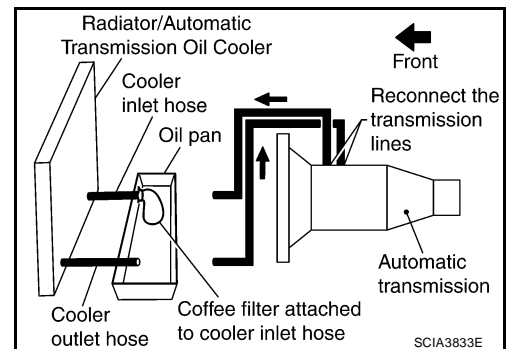 Radiator/Automatic
Transmission Oil Cooler
Front
Cooler
inlet hose
Reconnect the
transmission
lines
Oil pan
Automatic
transmission
Cooler
outlet hose
Coffee filter attached
to cooler inlet hose
SCIA3833E